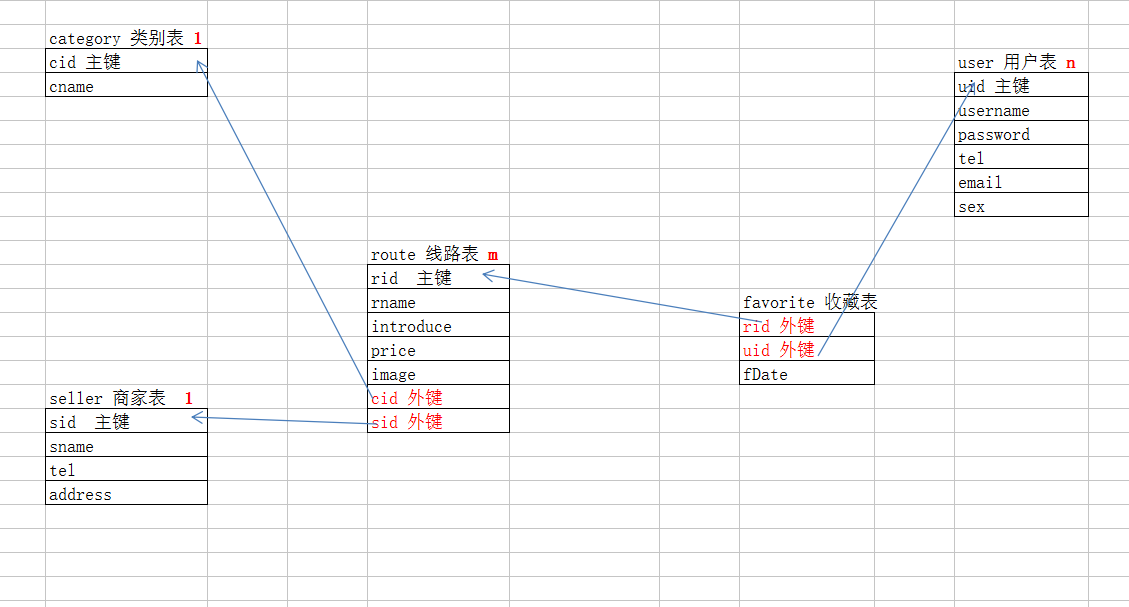 category 类别表 1
cid 主键
cname
user 用户表 n
uid 主键
username
password
tel
email
sex
route 线路表 m
rid 主键
rname
introduce
price
image
cid 外键
sid 外键
favorite 收藏表
rid 外键
uid 外键
fDate
seller 商家表 1
sid 主键
sname
tel
address